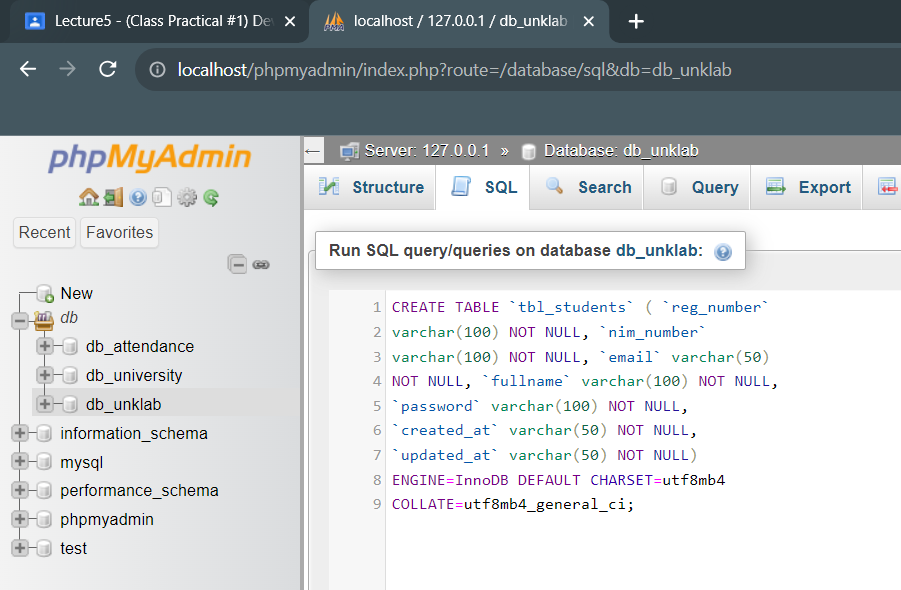 Lecture5 - (Class Practical #1) De
localhost / 127.0.0.1 / db_unklab
localhost/phpmyadmin/index.php?route=/database/sql&db=db_unklab
phpMyAdmin
Recent
Favorites
New
db
db_attendance
db_university
db_unklab
information_schema
mysql
performance_schema
phpmyadmin
test
Server: 127.0.0.1 » Database: db_unklab
Structure
SQL
Search
Query
Export
Run SQL query/queries on database db_unklab:
1 CREATE TABLE `tbl_students` ( `reg_number`
2 varchar(100) NOT NULL, `nim_number`
3 varchar(100) NOT NULL, `email` varchar(50)
4 NOT NULL, `fullname` varchar(100) NOT NULL,
5 `password` varchar(100) NOT NULL,
6 `created_at` varchar(50) NOT NULL,
7 `updated_at` varchar(50) NOT NULL)
8 ENGINE=InnoDB DEFAULT CHARSET=utf8mb4
9 COLLATE=utf8mb4_general_ci;